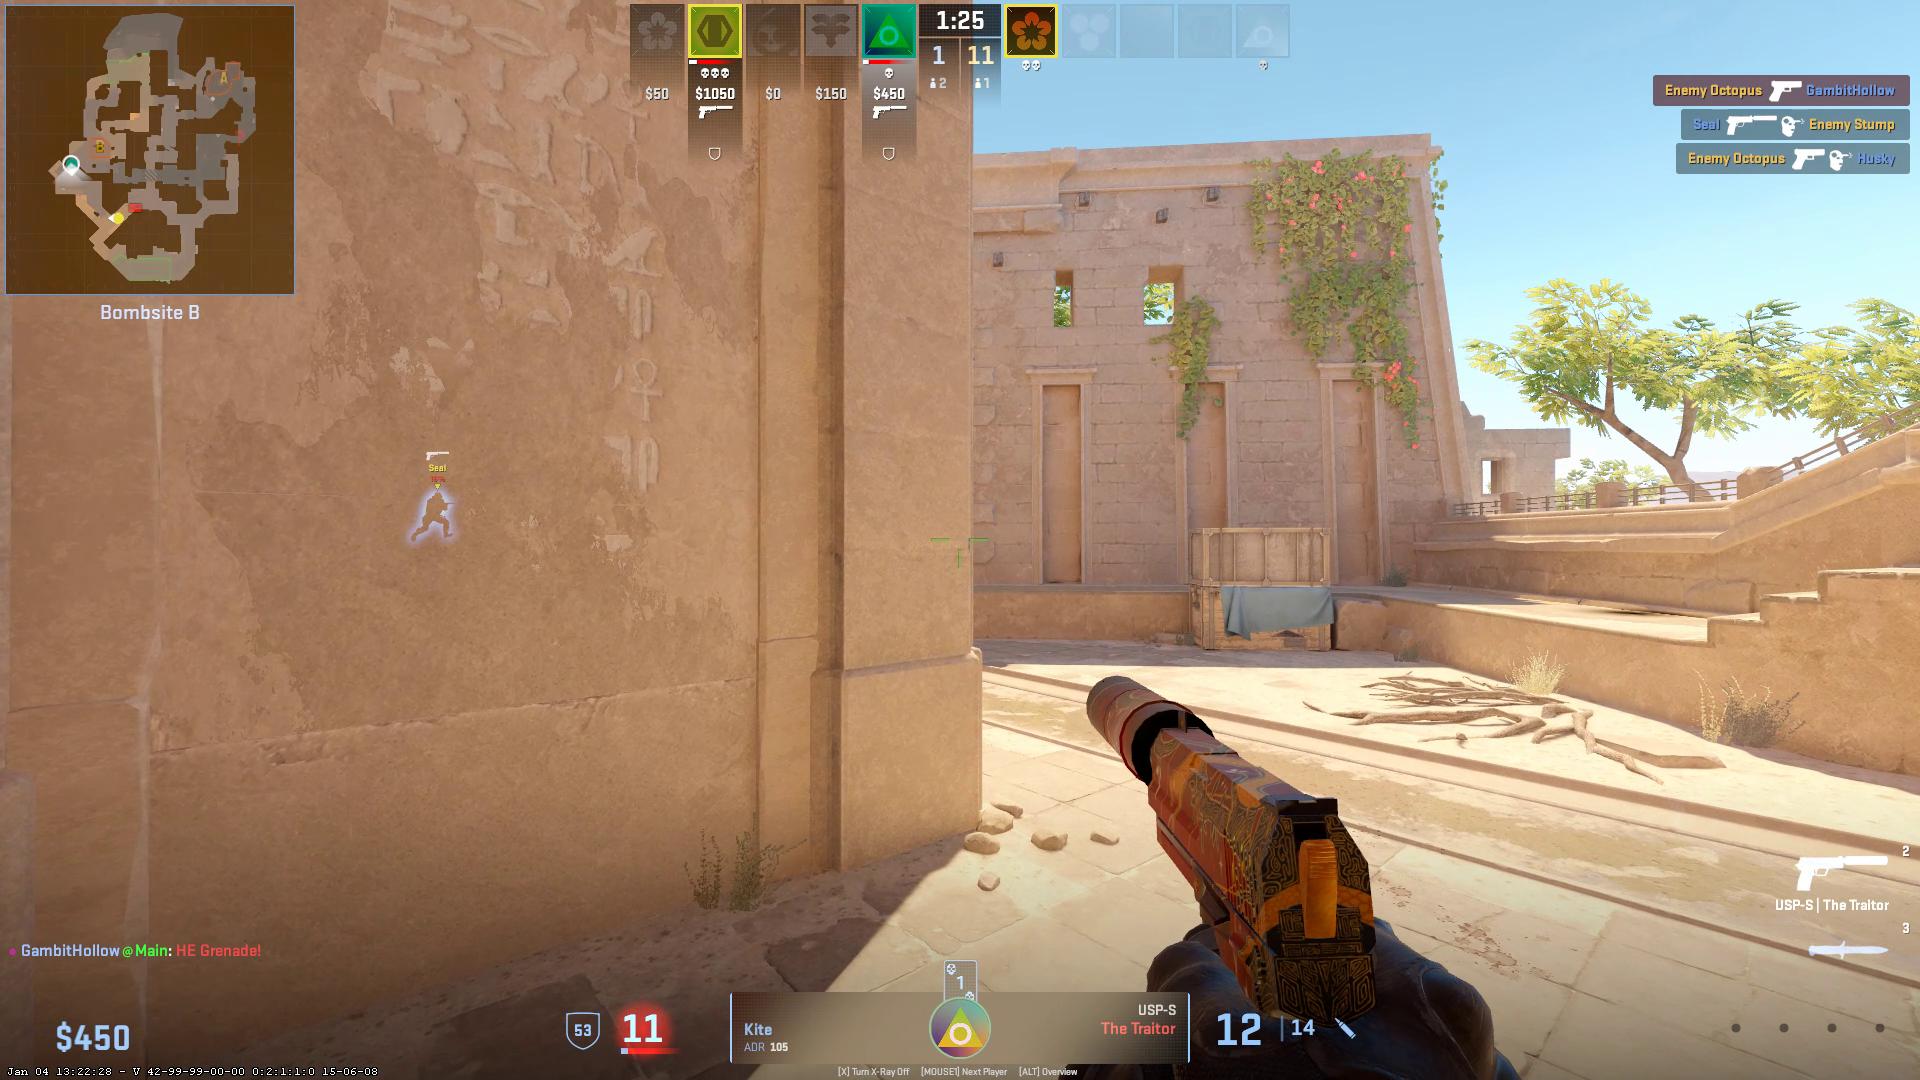 1:25
1 11
2 1
$50 $1050 $0 $150 $450
A
B
Bombsite B
Enemy Octopus GambitHollow
Seal Enemy Stump
Enemy Octopus Husky
Seal
GambitHollow@Main: HE Grenade!
2
USP-S | The Traitor
3
1
$450
53 11
Kite
ADR 105
USP-S
The Traitor
12 14
[X] Turn X-Ray Off [MOUSE1] Next Player [ALT] Overview
Jan 04 13:22:28 - V 42-99-99-00-00 0:2:1:1:0 15-06-08